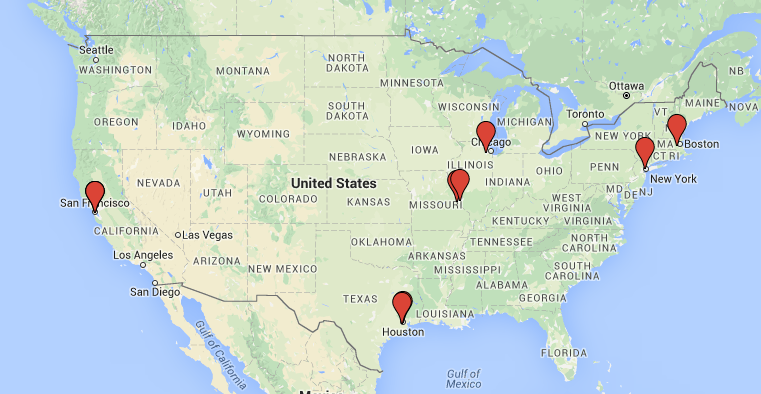 Seattle
WASHINGTON
MONTANA
NORTH
DAKOTA
MINNESOTA
Ottawa
MAINE
NB
NOVA
OREGON
IDAHO
WYOMING
SOUTH
DAKOTA
WISCONSIN
MICHIGAN
Toronto
VT
NEW YORK
MA
Boston
CT
RI
NEBRASKA
IOWA
Chicago
ILLINOIS
INDIANA
OHIO
PENN
New York
NEVADA
UTAH
COLORADO
United States
KANSAS
MISSOURI
WEST
VIRGINIA
MD
DE
NJ
San Francisco
CALIFORNIA
Las Vegas
KENTUCKY
VIRGINIA
Los Angeles
ARIZONA
NEW MEXICO
OKLAHOMA
ARKANSAS
TENNESSEE
NORTH
CAROLINA
San Diego
MISSISSIPPI
SOUTH
CAROLINA
ALABAMA
TEXAS
LOUISIANA
GEORGIA
Houston
FLORIDA
Gulf of California
Gulf of
Mexico